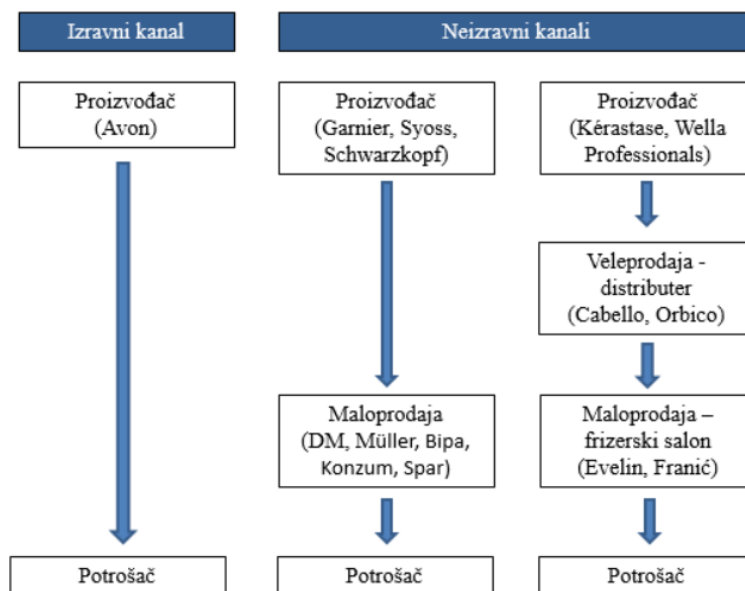 Izravni kanal
Neizravni kanali
Proizvođač
(Avon)
Proizvođač
(Garnier, Syoss,
Schwarzkopf)
Proizvođač
(Kérastase, Wella
Professionals)
Veleprodaja -
distributer
(Cabello, Orbico)
Maloprodaja
(DM, Müller, Bipa,
Konzum, Spar)
Maloprodaja –
frizerski salon
(Evelin, Franić)
Potrošač
Potrošač
Potrošač